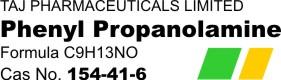 TAJ PHARMACEUTICALS LIMITED
Phenyl Propanolamine
Formula C9H13NO
Cas No. 154-41-6